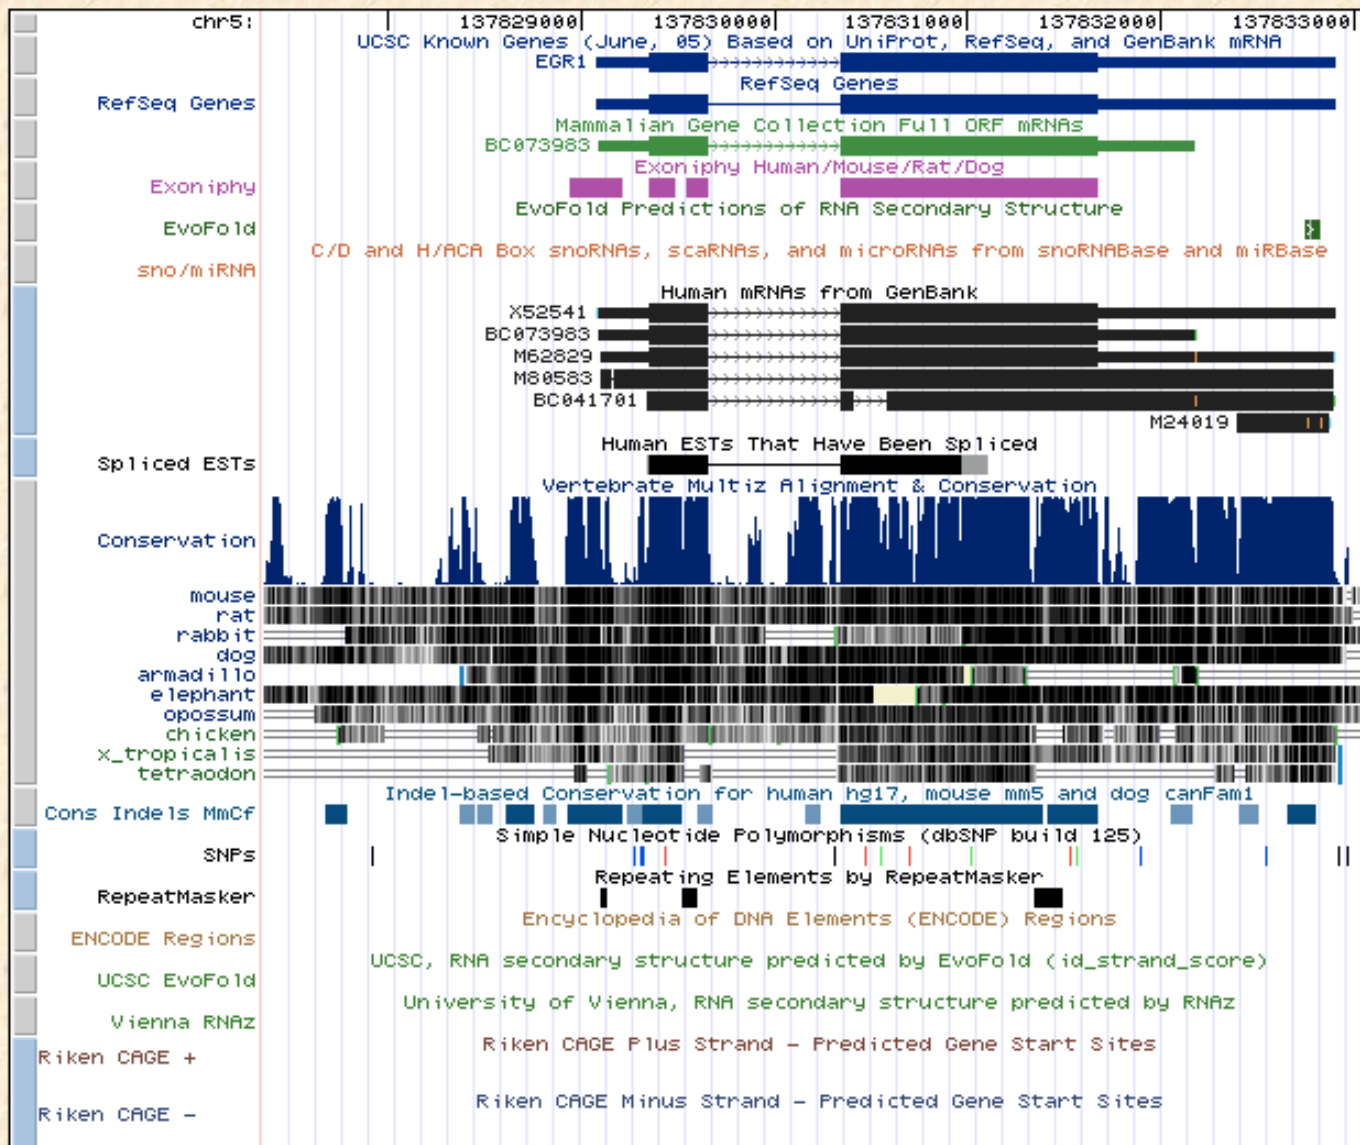 chr5: 137829000 137830000 137831000 137832000 137833000
UCSC Known Genes (June, 05) Based on UniProt, RefSeq, and GenBank mRNA
EGR1
RefSeq Genes
RefSeq Genes
Mammalian Gene Collection Full ORF mRNAs
BC073983
Exoniphy Human/Mouse/Rat/Dog
Exoniphy
EvoFold Predictions of RNA Secondary Structure
EvoFold
C/D and H/ACA Box snoRNAs, scaRNAs, and microRNAs from snoRNABase and miRBase
sno/miRNA
Human mRNAs from GenBank
X52541
BC073983
M62829
M80583
BC041701
M24019
Human ESTs That Have Been Spliced
Spliced ESTs
Vertebrate Multiz Alignment & Conservation
Conservation
mouse
rat
rabbit
dog
armadillo
elephant
opossum
chicken
x_tropicalis
tetraodon
Indel-based Conservation for human hg17, mouse mm5 and dog canFam1
Cons Indels MmCf
Simple Nucleotide Polymorphisms (dbSNP build 125)
SNPs
Repeating Elements by RepeatMasker
RepeatMasker
Encyclopedia of DNA Elements (ENCODE) Regions
ENCODE Regions
UCSC, RNA secondary structure predicted by EvoFold (id_strand_score)
UCSC EvoFold
University of Vienna, RNA secondary structure predicted by RNAz
Vienna RNAz
Riken CAGE Plus Strand - Predicted Gene Start Sites
Riken CAGE +
Riken CAGE Minus Strand - Predicted Gene Start Sites
Riken CAGE -